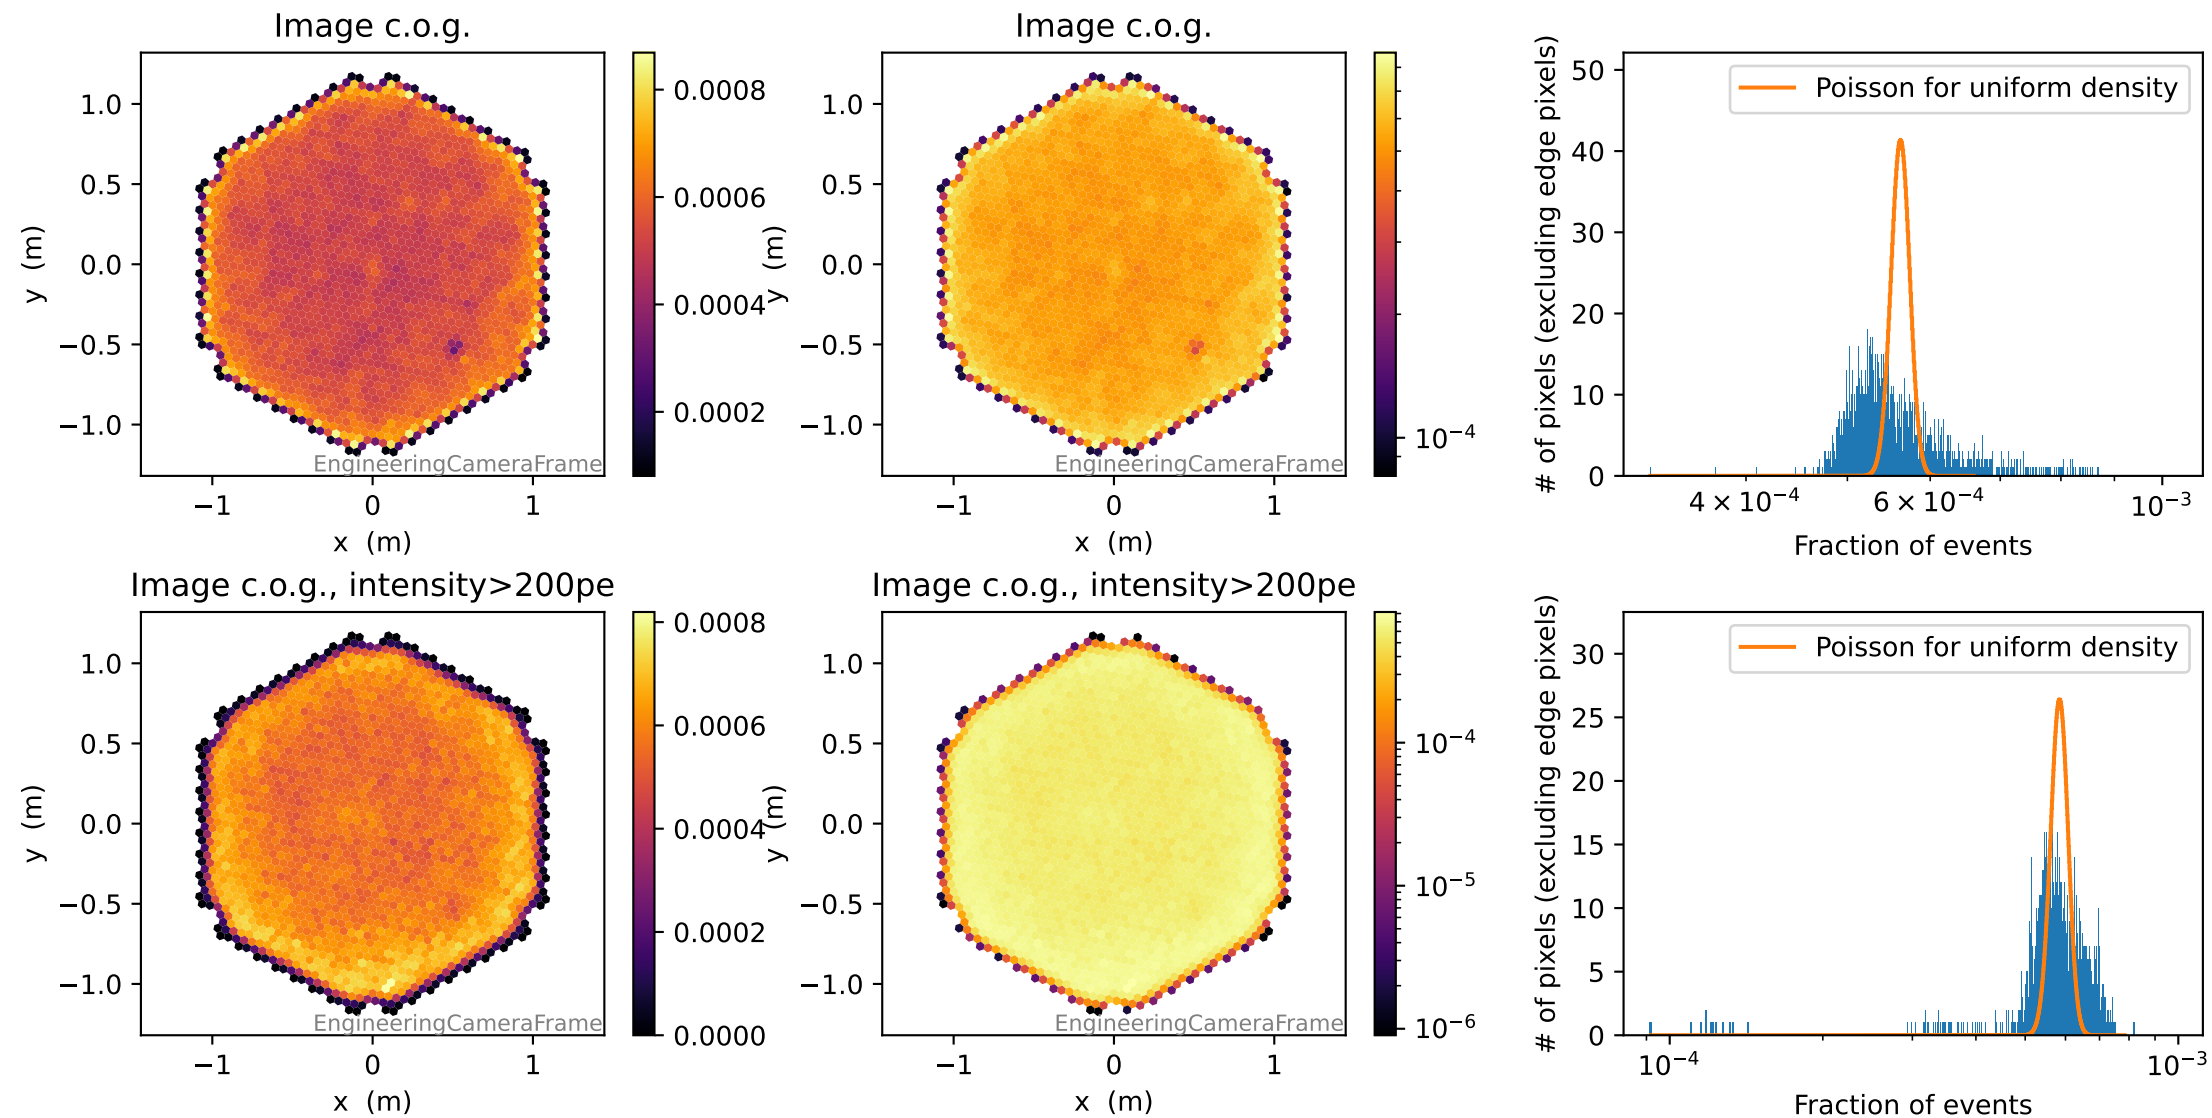 Image c.o.g.
1.0
0.5
0.0
−0.5
−1.0
y (m)
−1
0
1
x (m)
EngineeringCameraFrame
0.0008
0.0006
0.0004
0.0002
Image c.o.g.
1.0
0.5
0.0
−0.5
−1.0
y (m)
−1
0
1
x (m)
EngineeringCameraFrame
10⁻⁴
50
40
30
20
10
0
# of pixels (excluding edge pixels)
Poisson for uniform density
4 × 10⁻⁴
6 × 10⁻⁴
10⁻³
Fraction of events
Image c.o.g., intensity>200pe
1.0
0.5
0.0
−0.5
−1.0
y (m)
−1
0
1
x (m)
EngineeringCameraFrame
0.0008
0.0006
0.0004
0.0002
0.0000
Image c.o.g., intensity>200pe
1.0
0.5
0.0
−0.5
−1.0
y (m)
−1
0
1
x (m)
EngineeringCameraFrame
10⁻⁴
10⁻⁵
10⁻⁶
30
25
20
15
10
5
0
# of pixels (excluding edge pixels)
Poisson for uniform density
10⁻⁴
10⁻³
Fraction of events